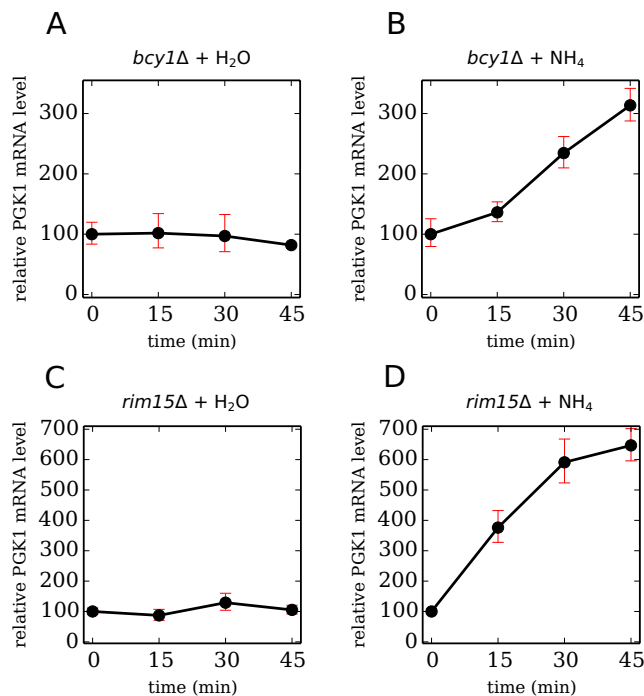 A
bcy1Δ + H₂O
relative PGK1 mRNA level
300
200
100
0
0 15 30 45
time (min)
B
bcy1Δ + NH₄
relative PGK1 mRNA level
300
200
100
0
0 15 30 45
time (min)
C
rim15Δ + H₂O
relative PGK1 mRNA level
700
600
500
400
300
200
100
0
0 15 30 45
time (min)
D
rim15Δ + NH₄
relative PGK1 mRNA level
700
600
500
400
300
200
100
0
0 15 30 45
time (min)